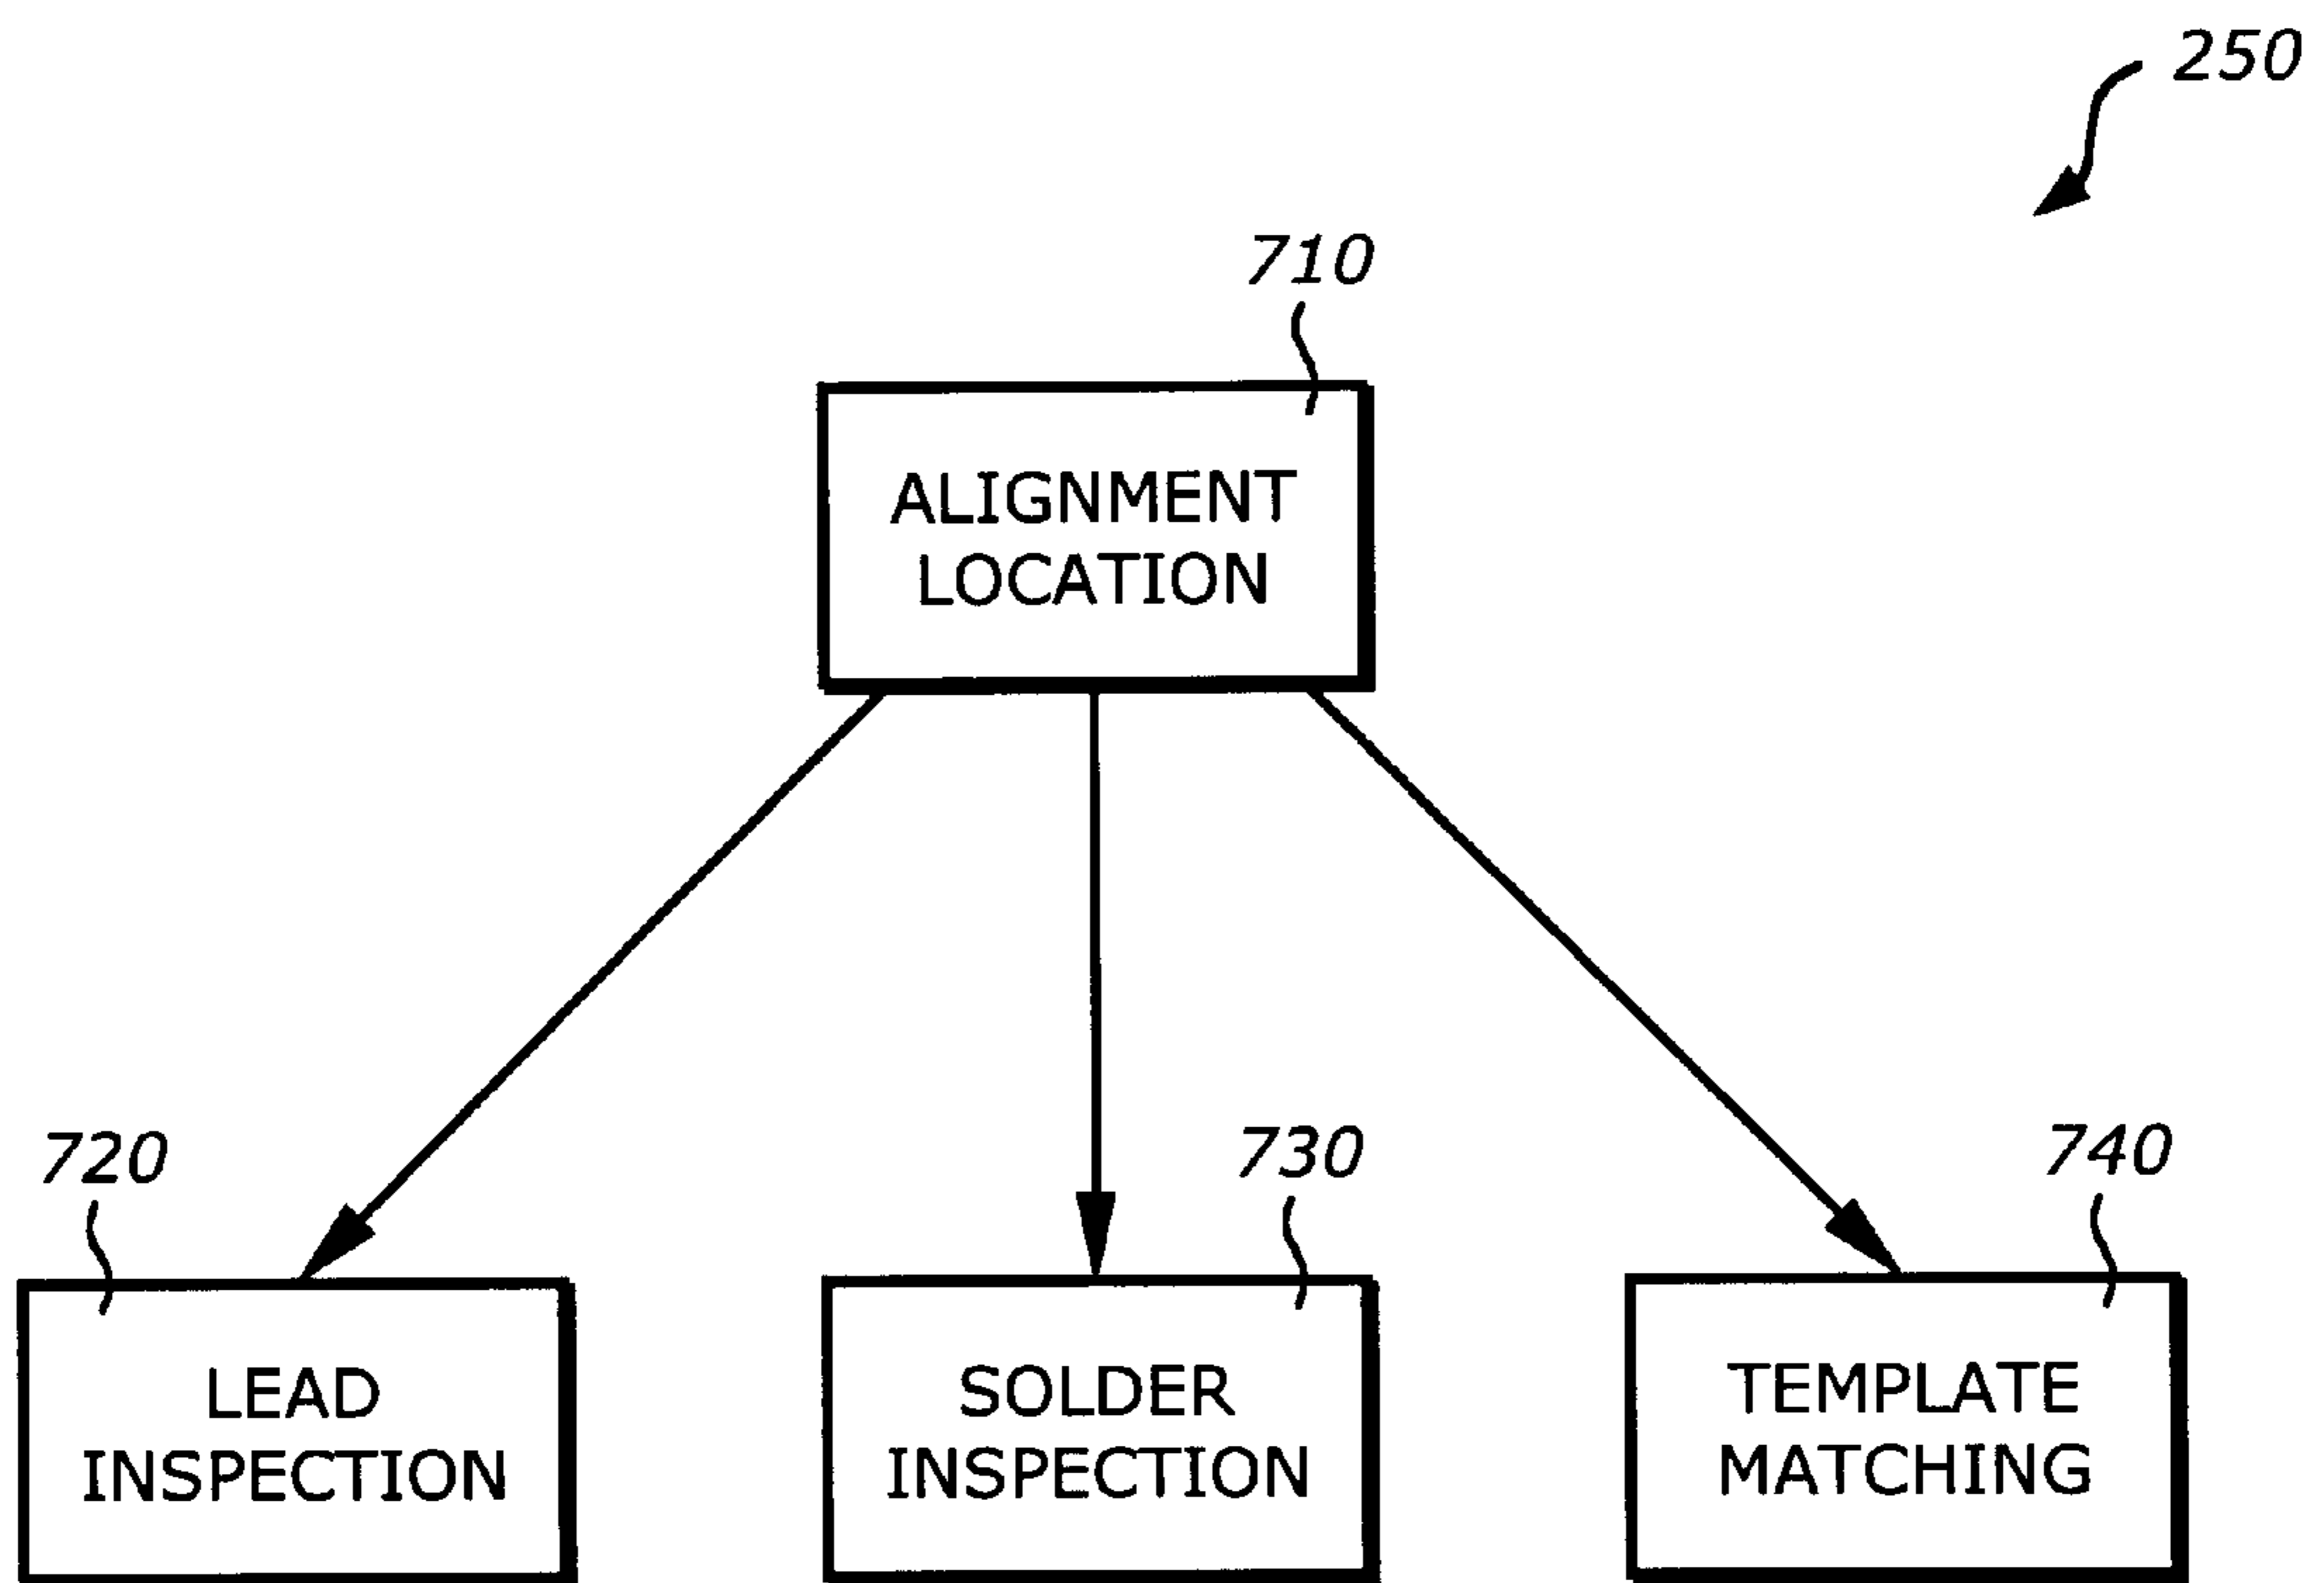 250
710
ALIGNMENT
LOCATION
720
730
740
LEAD
INSPECTION
SOLDER
INSPECTION
TEMPLATE
MATCHING